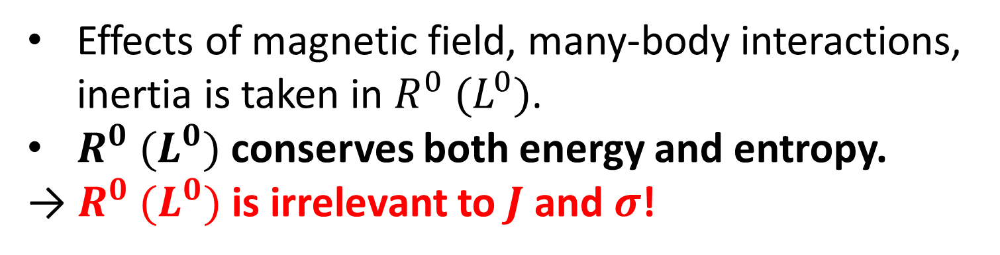 • Effects of magnetic field, many-body interactions,
inertia is taken in R⁰ (L⁰).
• R⁰ (L⁰) conserves both energy and entropy.
→ R⁰ (L⁰) is irrelevant to J and σ!